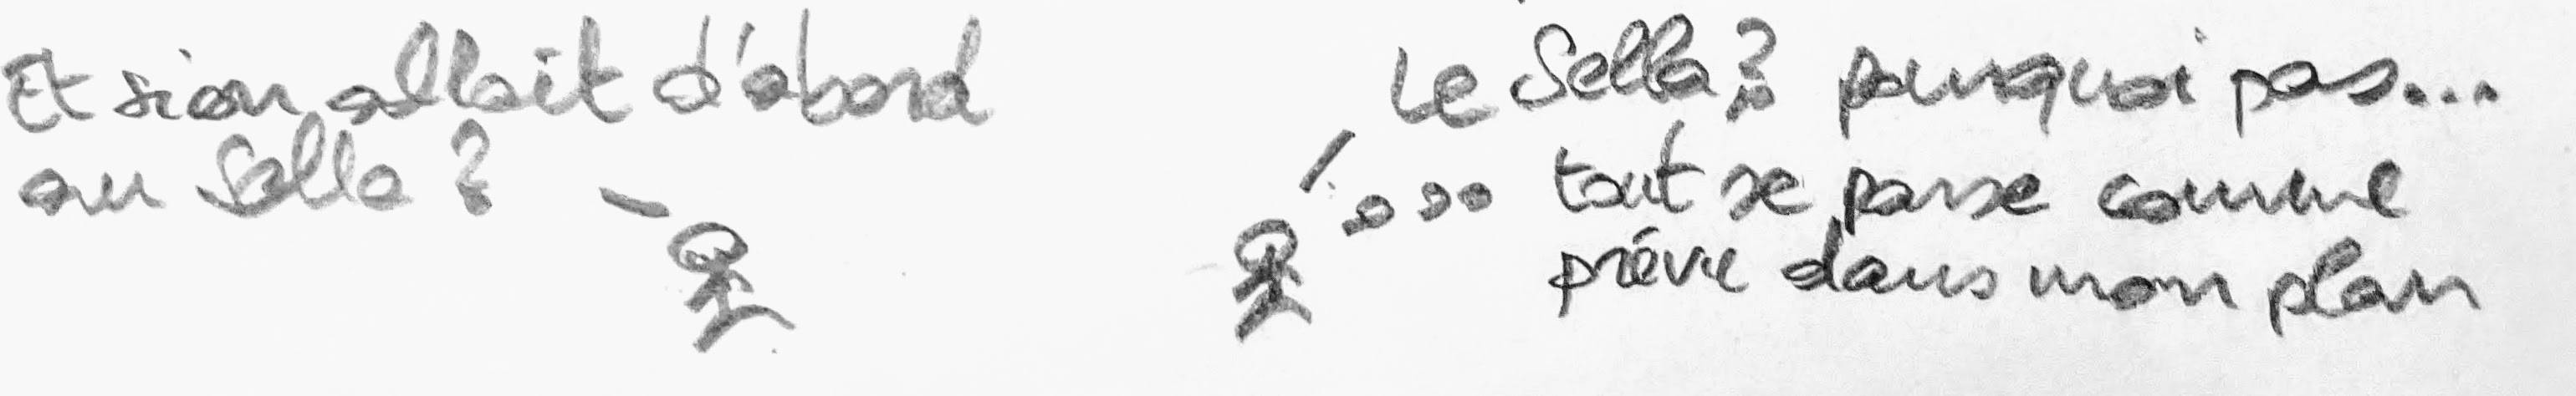 Et si on allait d'abord
au Sella ?
Le Sella ? pourquoi pas...
tout se passe comme
prévu dans mon plan